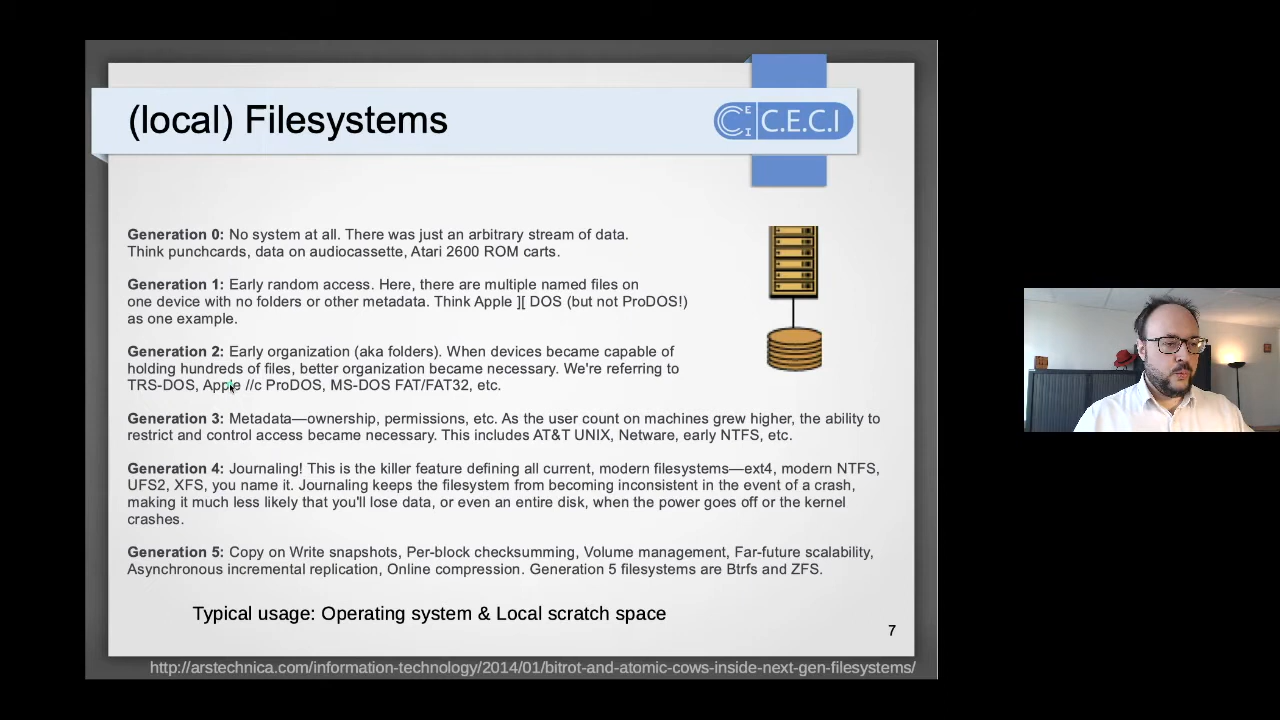 (local) Filesystems
C E C I
C.E.C.I
Generation 0: No system at all. There was just an arbitrary stream of data.
Think punchcards, data on audiocassette, Atari 2600 ROM carts.
Generation 1: Early random access. Here, there are multiple named files on
one device with no folders or other metadata. Think Apple ][ DOS (but not ProDOS!)
as one example.
Generation 2: Early organization (aka folders). When devices became capable of
holding hundreds of files, better organization became necessary. We're referring to
TRS-DOS, Apple //c ProDOS, MS-DOS FAT/FAT32, etc.
Generation 3: Metadata—ownership, permissions, etc. As the user count on machines grew higher, the ability to
restrict and control access became necessary. This includes AT&T UNIX, Netware, early NTFS, etc.
Generation 4: Journaling! This is the killer feature defining all current, modern filesystems—ext4, modern NTFS,
UFS2, XFS, you name it. Journaling keeps the filesystem from becoming inconsistent in the event of a crash,
making it much less likely that you'll lose data, or even an entire disk, when the power goes off or the kernel
crashes.
Generation 5: Copy on Write snapshots, Per-block checksumming, Volume management, Far-future scalability,
Asynchronous incremental replication, Online compression. Generation 5 filesystems are Btrfs and ZFS.
Typical usage: Operating system & Local scratch space
7
http://arstechnica.com/information-technology/2014/01/bitrot-and-atomic-cows-inside-next-gen-filesystems/